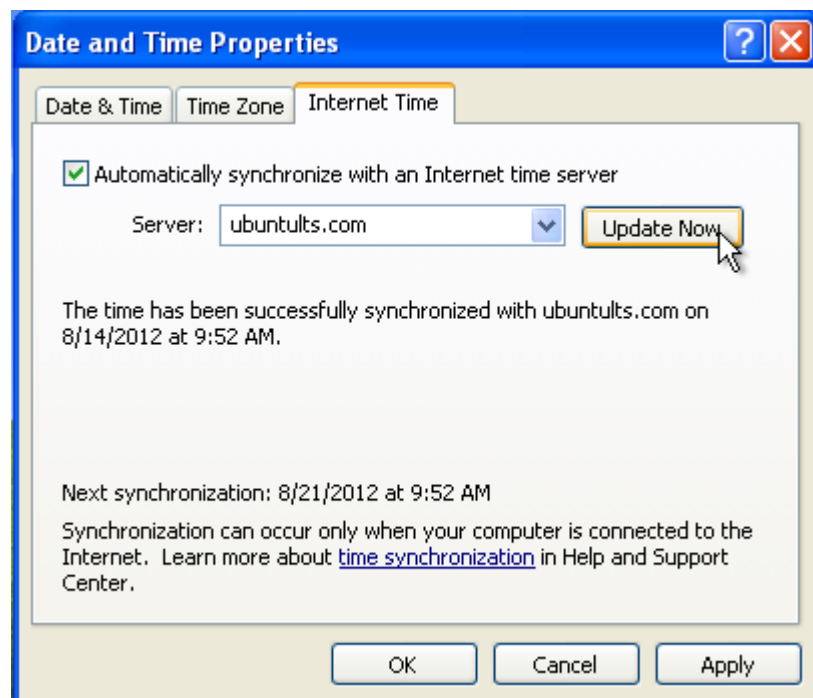 Date and Time Properties
Date & Time Time Zone Internet Time
Automatically synchronize with an Internet time server
Server: ubuntults.com Update Now
The time has been successfully synchronized with ubuntults.com on
8/14/2012 at 9:52 AM.
Next synchronization: 8/21/2012 at 9:52 AM
Synchronization can occur only when your computer is connected to the
Internet. Learn more about time synchronization in Help and Support
Center.
OK Cancel Apply